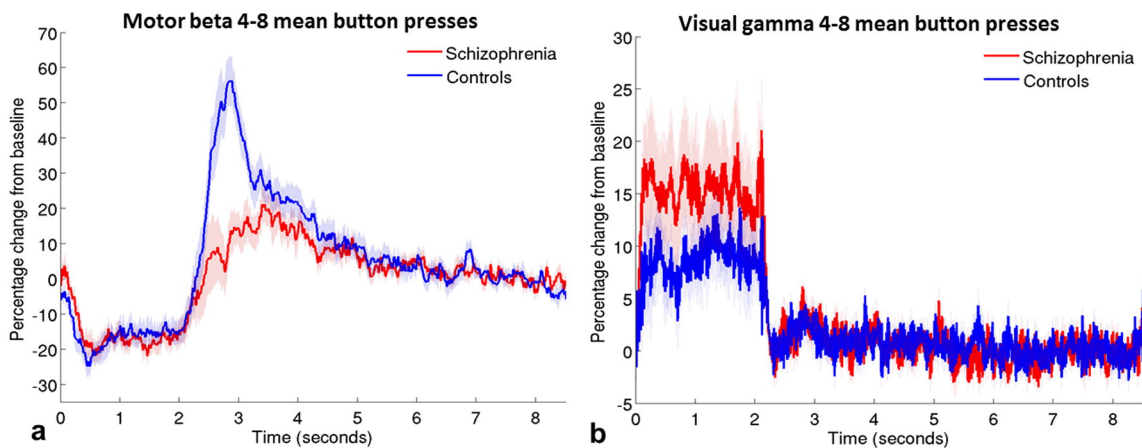 Motor beta 4-8 mean button presses
Percentage change from baseline
70
60
50
40
30
20
10
0
-10
-20
-30
Schizophrenia
Controls
0 1 2 3 4 5 6 7 8
Time (seconds)
a
Visual gamma 4-8 mean button presses
Percentage change from baseline
30
25
20
15
10
5
0
-5
Schizophrenia
Controls
0 1 2 3 4 5 6 7 8
Time (seconds)
b